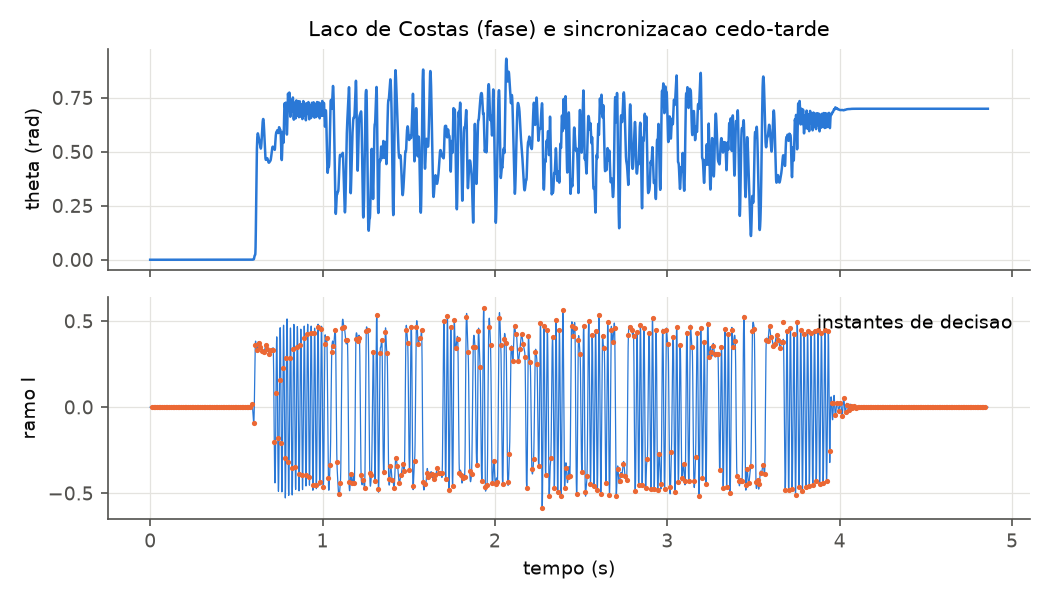 Laco de Costas (fase) e sincronizacao cedo-tarde
theta (rad)
0.75
0.50
0.25
0.00
ramo I
0.5
0.0
−0.5
instantes de decisao
0 1 2 3 4 5
tempo (s)